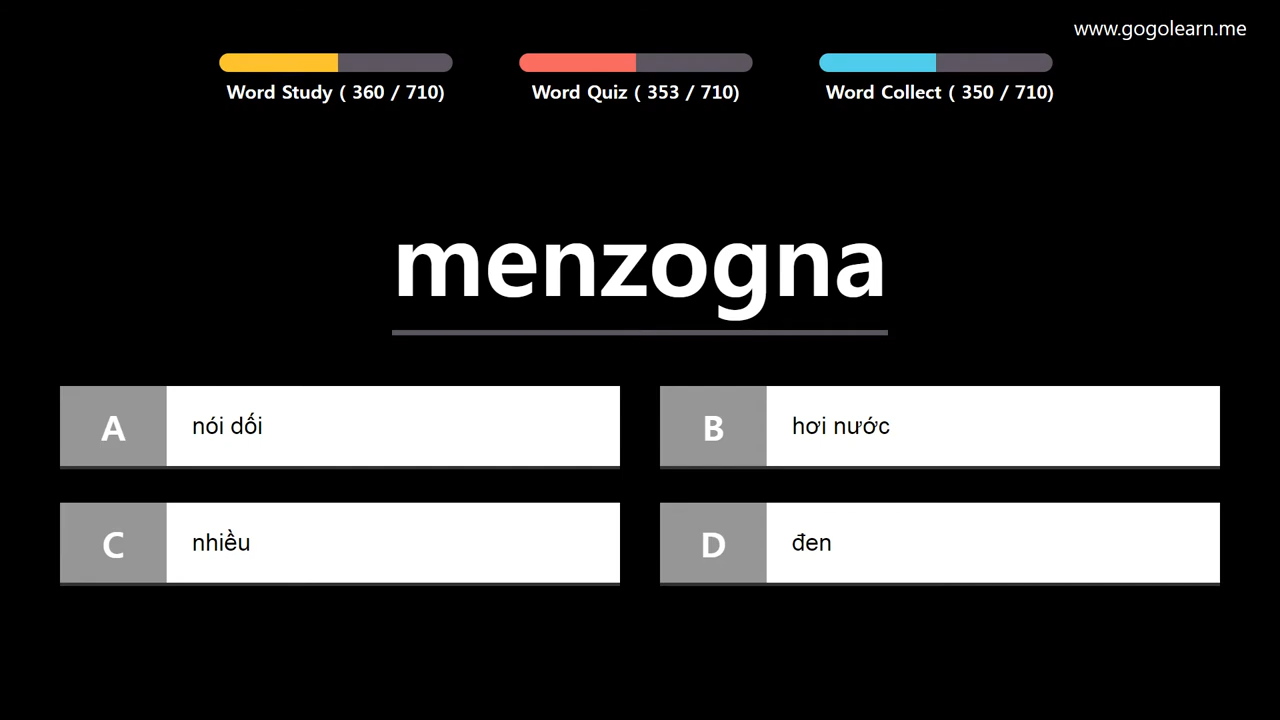 www.gogolearn.me
Word Study ( 360 / 710)
Word Quiz ( 353 / 710)
Word Collect ( 350 / 710)
menzogna
A nói dối
B hơi nước
C nhiều
D đen